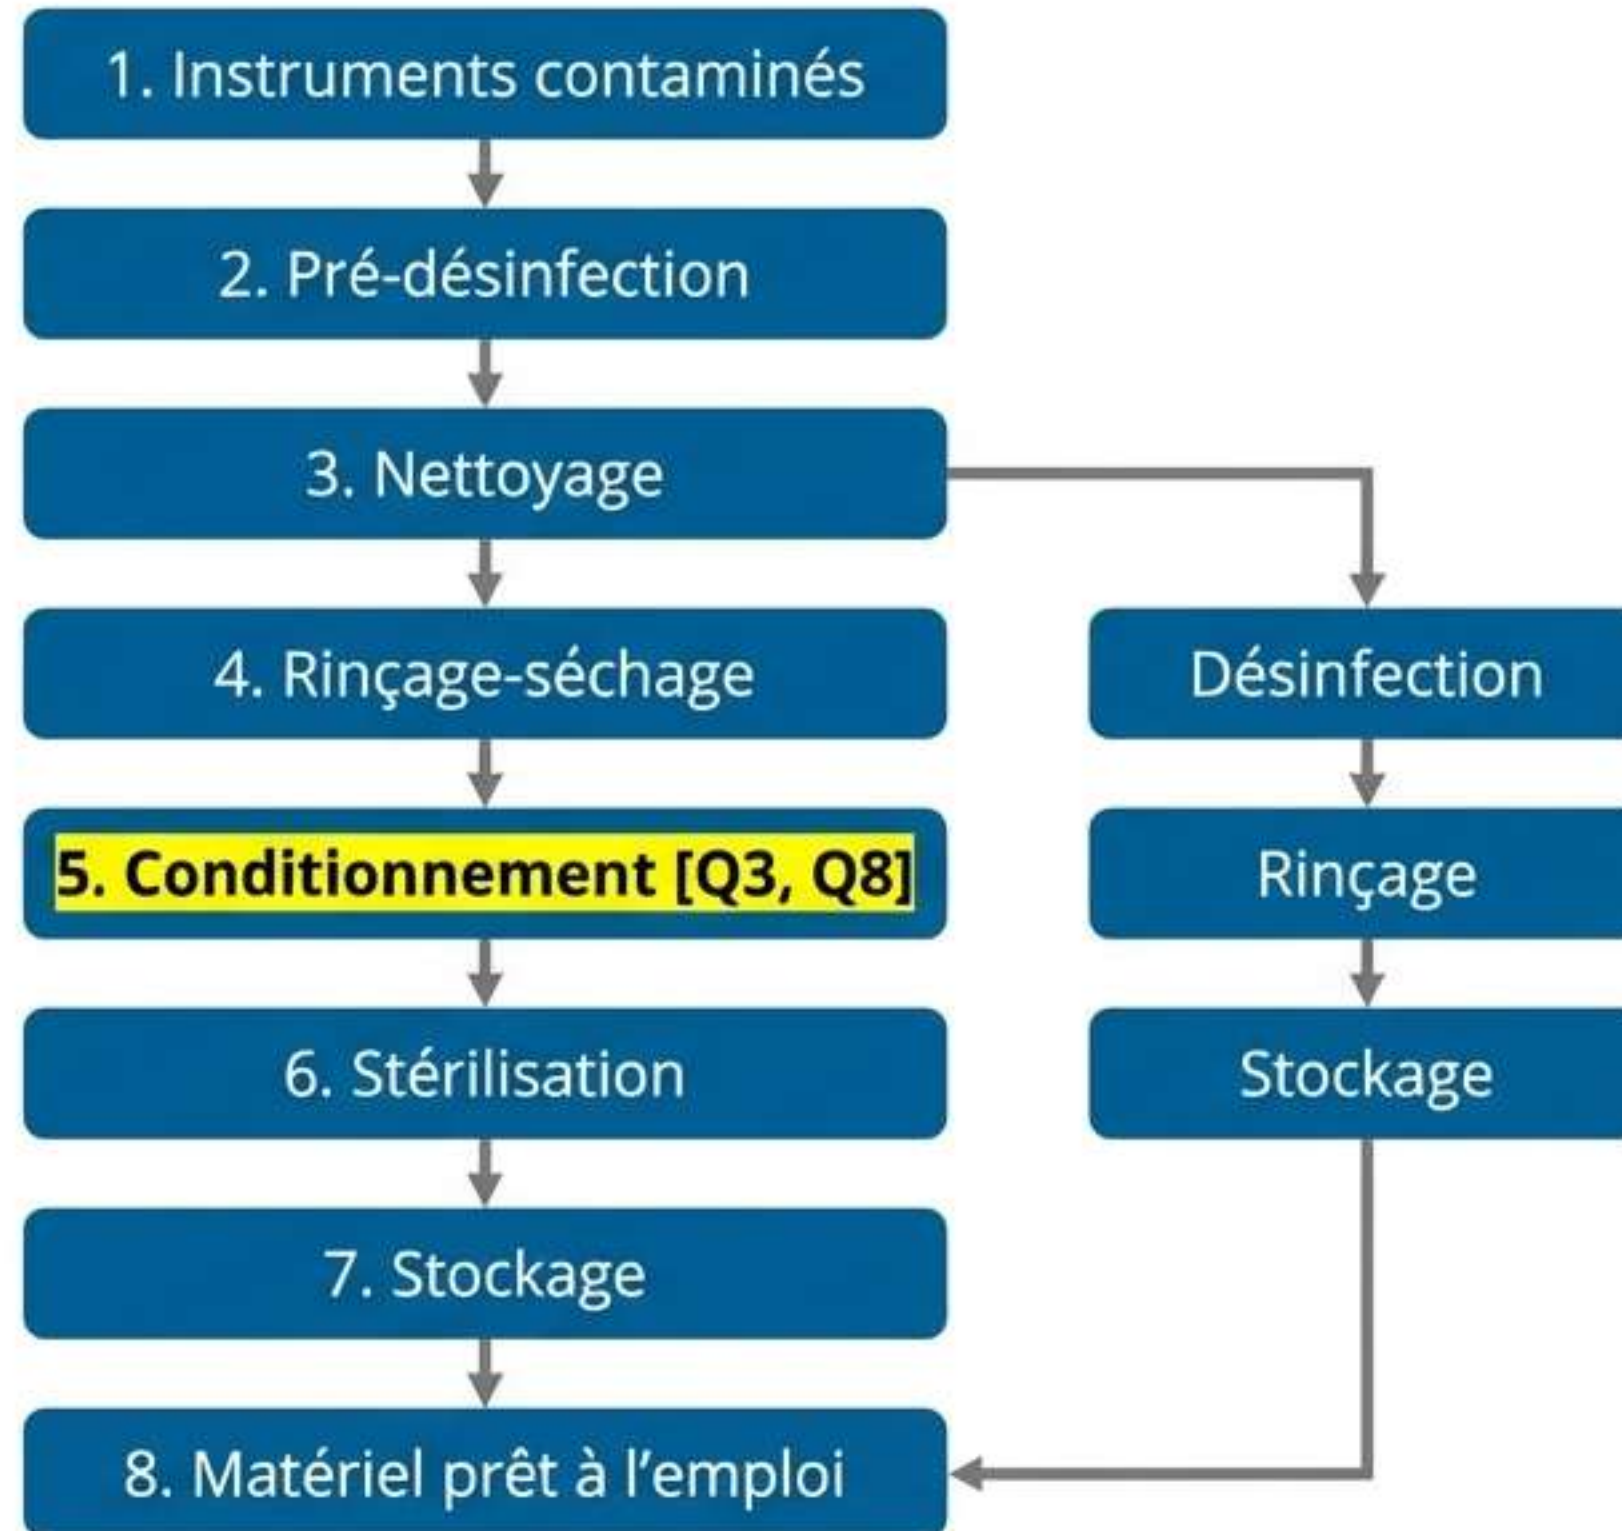 1. Instruments contaminés
2. Pré-désinfection
3. Nettoyage
4. Rinçage-séchage
5. Conditionnement [Q3, Q8]
6. Stérilisation
7. Stockage
8. Matériel prêt à l’emploi
Désinfection
Rinçage
Stockage